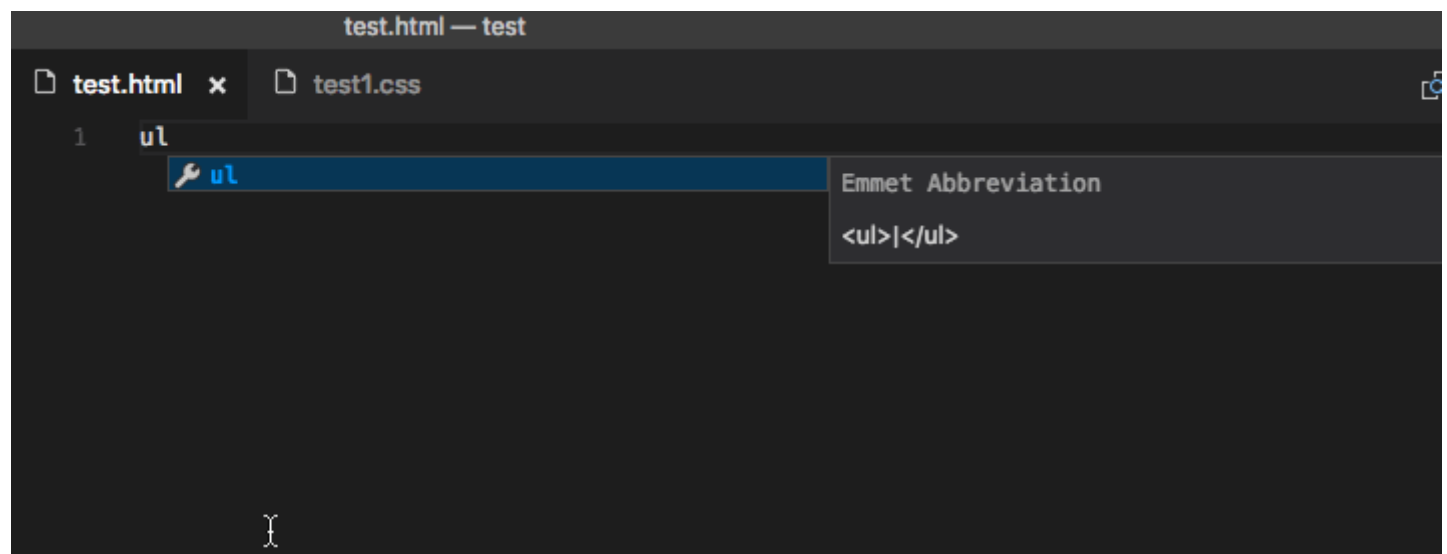 test.html — test
test.html x test1.css
1 ul
ul
Emmet Abbreviation
<ul>|</ul>